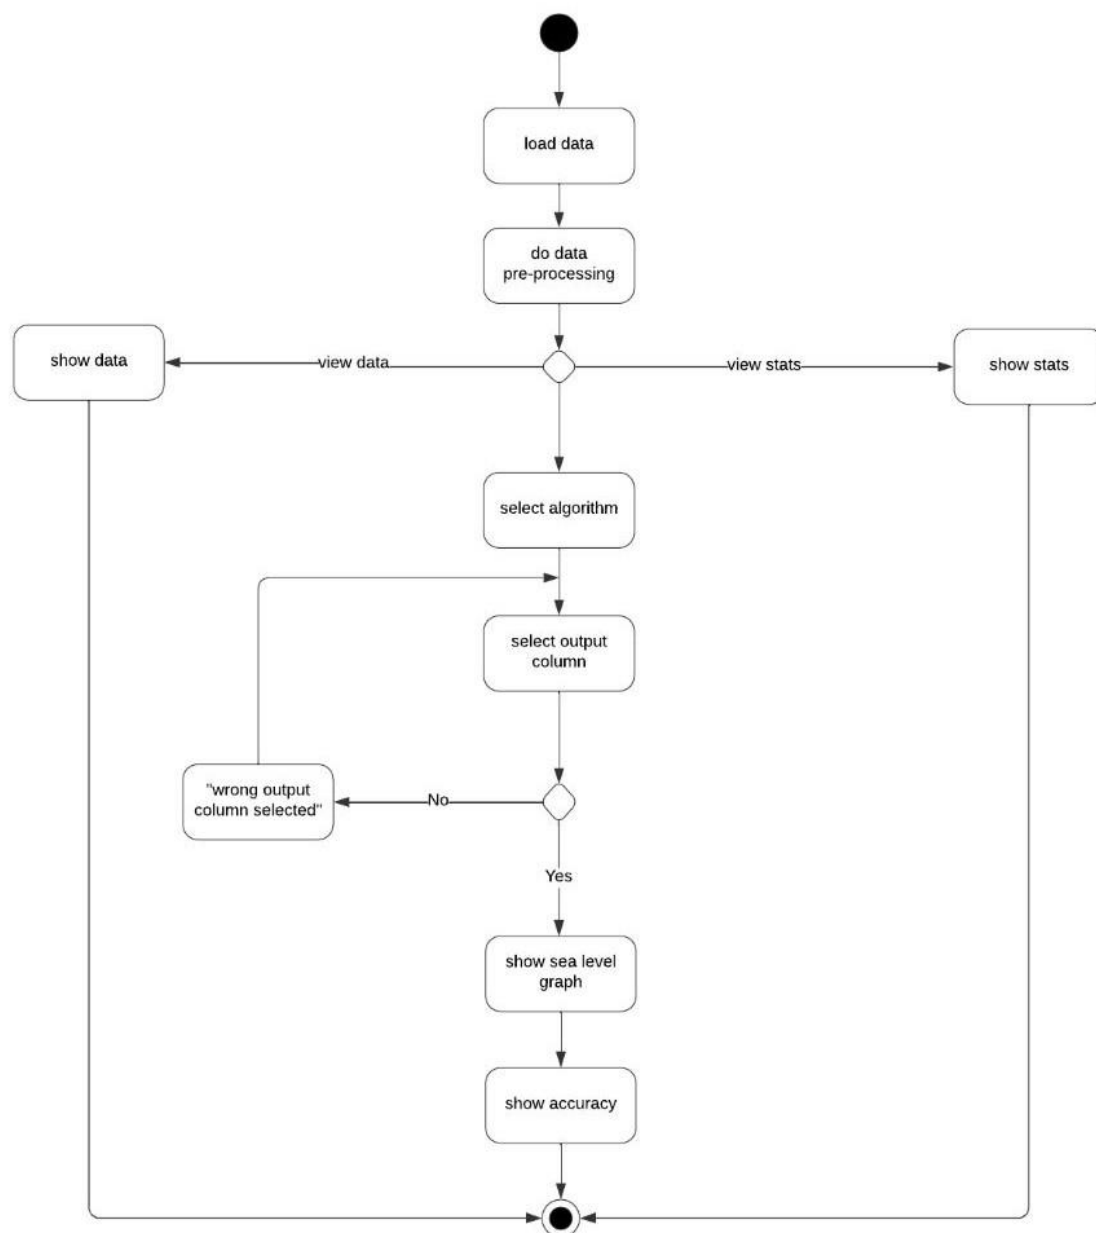 load data
do data
pre-processing
show data
view data
view stats
show stats
select algorithm
select output
column
"wrong output
column selected"
No
Yes
show sea level
graph
show accuracy